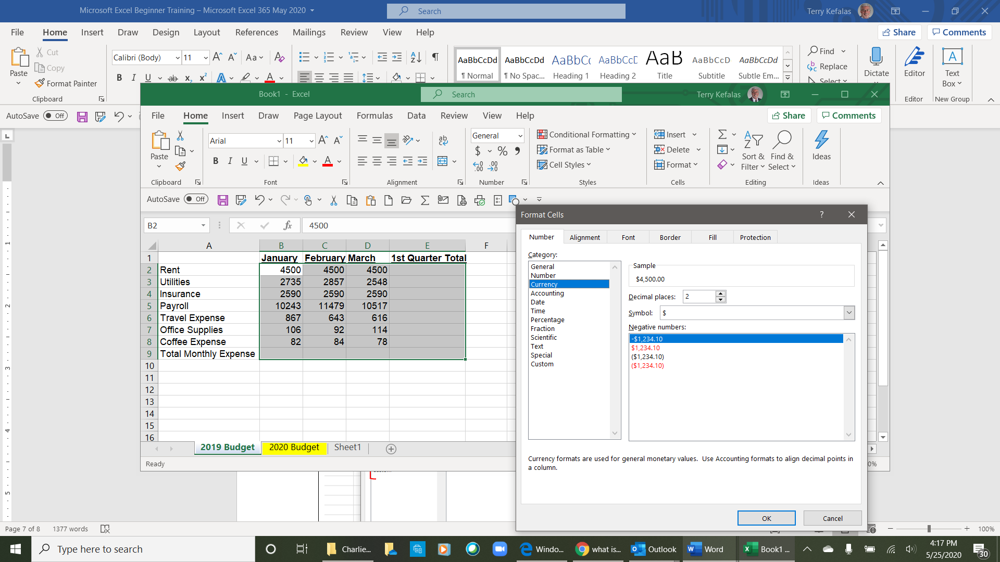 Microsoft Excel Beginner Training – Microsoft Excel 365 May 2020
Search
Terry Kefalas
File Home Insert Draw Design Layout References Mailings Review View Help
Share
Comments
Cut
Copy
Paste
Format Painter
Clipboard
Calibri (Body) 11
AaBbCcDd AaBbCcDd AaBbCc AaBbCcD AaB AaBbCcD AaBbCcDd
¶ Normal ¶ No Spac... Heading 1 Heading 2 Title Subtitle Subtle Em...
Find
Replace
Select
Dictate
Editor
Text
Box
Editor
New Group
AutoSave Off
Book1 - Excel
Search
Terry Kefalas
File Home Insert Draw Page Layout Formulas Data Review View Help
Share
Comments
Paste
Clipboard
Arial 11
Font
Alignment
General
Number
Conditional Formatting
Format as Table
Cell Styles
Styles
Insert
Delete
Format
Cells
Sort &
Filter
Find &
Select
Editing
Ideas
Ideas
AutoSave Off
B2 fx 4500
A B C D E F
1 January February March 1st Quarter Total
2 Rent 4500 4500 4500
3 Utilities 2735 2857 2548
4 Insurance 2590 2590 2590
5 Payroll 10243 11479 10517
6 Travel Expense 867 643 616
7 Office Supplies 106 92 114
8 Coffee Expense 82 84 78
9 Total Monthly Expense
10
11
12
13
14
15
16
2019 Budget 2020 Budget Sheet1
Ready
0%
Format Cells ?
Number Alignment Font Border Fill Protection
Category:
General
Number
Currency
Accounting
Date
Time
Percentage
Fraction
Scientific
Text
Special
Custom
Sample
$4,500.00
Decimal places: 2
Symbol: $
Negative numbers:
-$1,234.10
$1,234.10
($1,234.10)
($1,234.10)
Currency formats are used for general monetary values. Use Accounting formats to align decimal points in
a column.
OK Cancel
Page 7 of 8 1377 words
100%
Type here to search
Charlie...
Windo...
what is...
Outlook
Word
Book1 ...
4:17 PM
5/25/2020
30